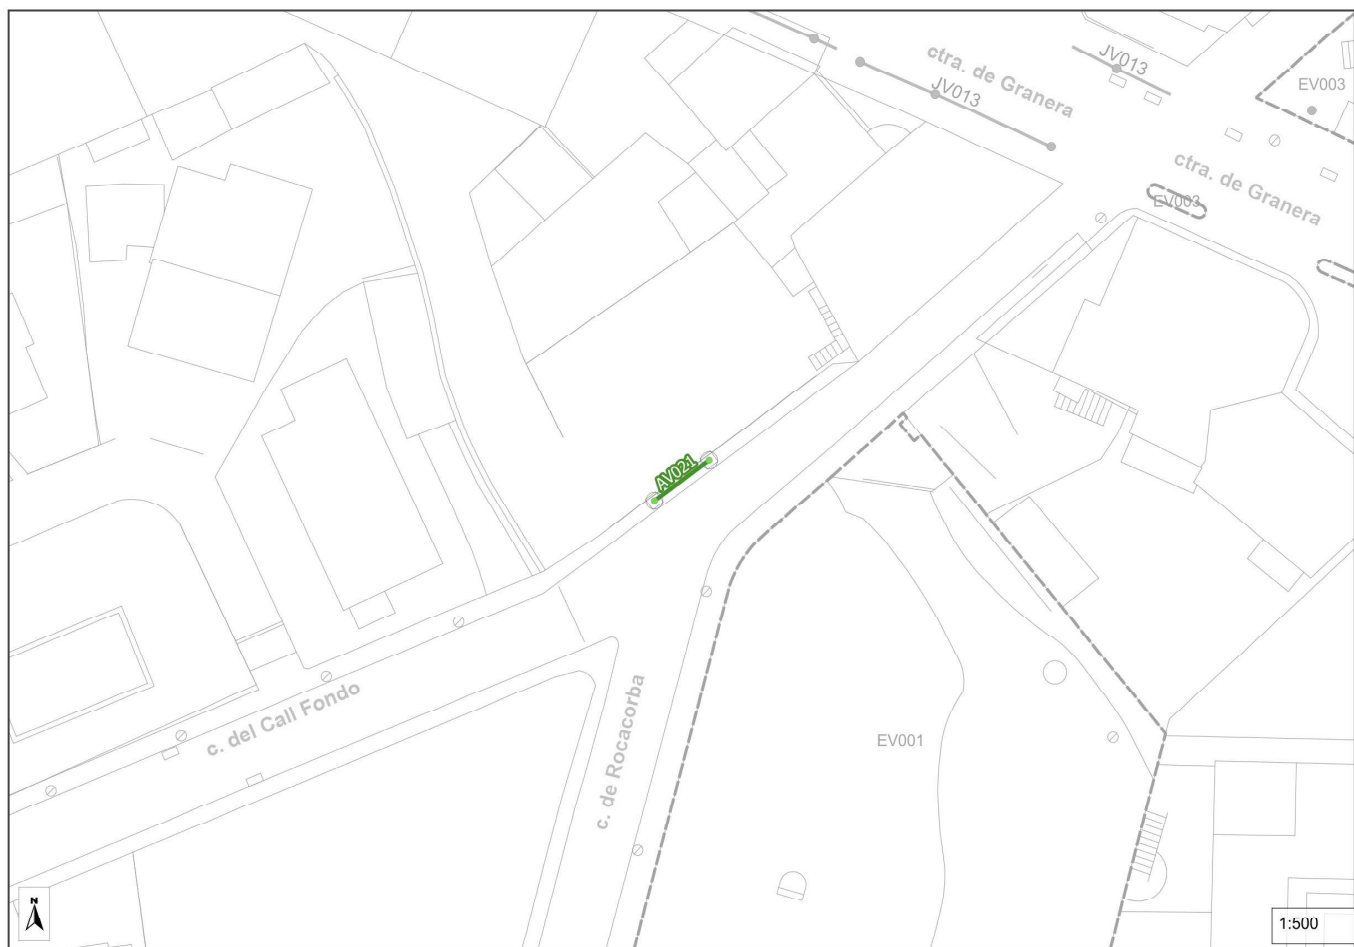 ctra. de Granera
JV013
JV013
EV003
ctra. de Granera
EV003
AV021
c. del Call Fondo
c. de Rocacorba
EV001
N
1:500